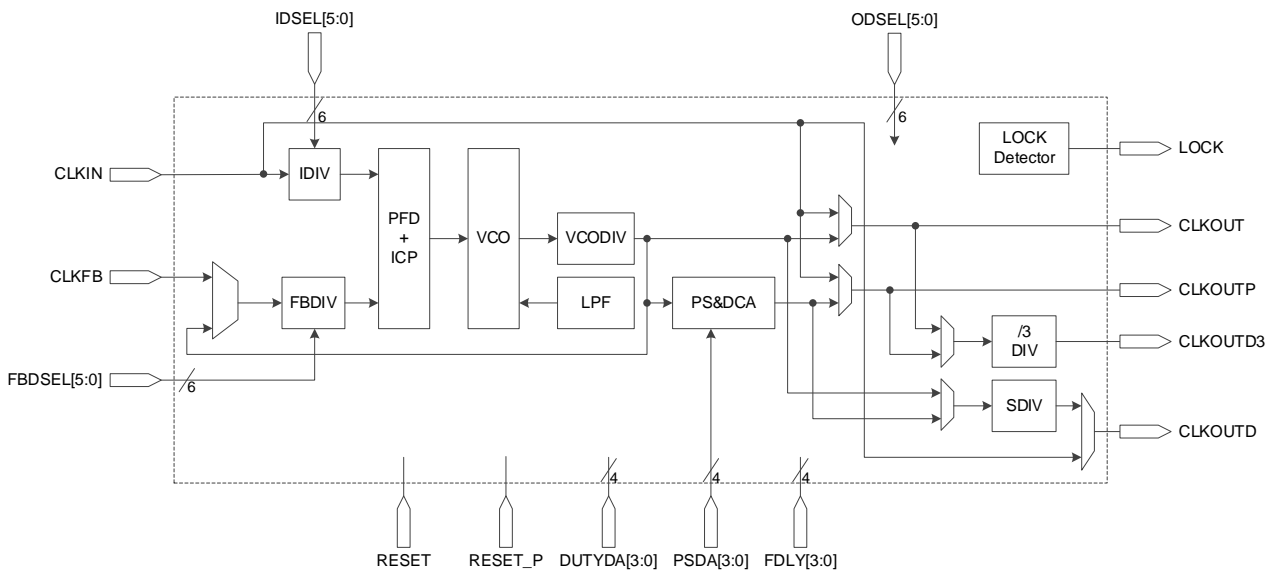 IDSEL[5:0]
ODSEL[5:0]
6
6
LOCK
Detector
LOCK
CLKIN
IDIV
PFD
+
ICP
VCO
VCODIV
CLKOUT
CLKFB
FBDIV
LPF
PS&DCA
CLKOUTP
/3
DIV
CLKOUTD3
FBDSEL[5:0]
6
SDIV
CLKOUTD
4
4
4
RESET
RESET_P
DUTYDA[3:0]
PSDA[3:0]
FDLY[3:0]